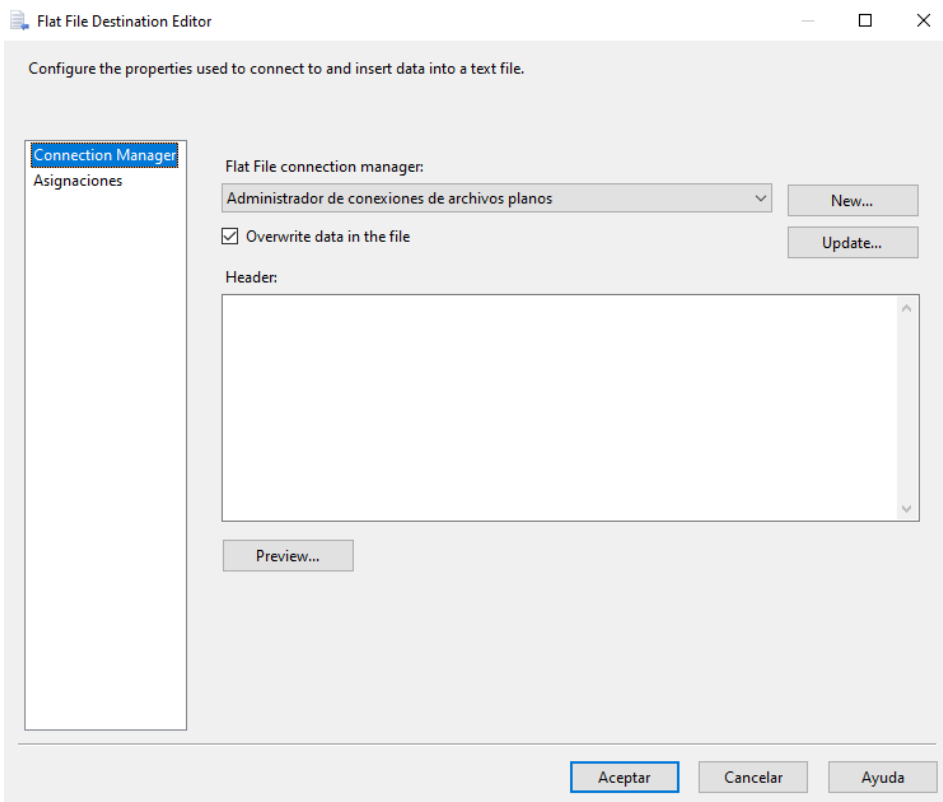 Flat File Destination Editor
Configure the properties used to connect to and insert data into a text file.
Connection Manager
Asignaciones
Flat File connection manager:
Administrador de conexiones de archivos planos
New...
Overwrite data in the file
Update...
Header:
Preview...
Aceptar
Cancelar
Ayuda